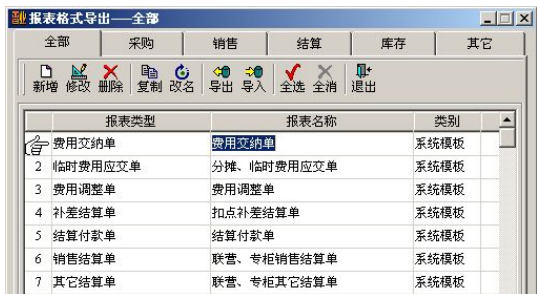 报表格式导出——全部
全部 采购 销售 结算 库存 其它
新增 修改 删除 复制 改名 导出 导入 全选 全消 退出
报表类型 报表名称 类别
费用交纳单 费用交纳单 系统模板
2 临时费用应交单 分摊、临时费用应交单 系统模板
3 费用调整单 费用调整单 系统模板
4 补差结算单 扣点补差结算单 系统模板
5 结算付款单 结算付款单 系统模板
6 销售结算单 联营、专柜销售结算单 系统模板
7 其它结算单 联营、专柜其它结算单 系统模板